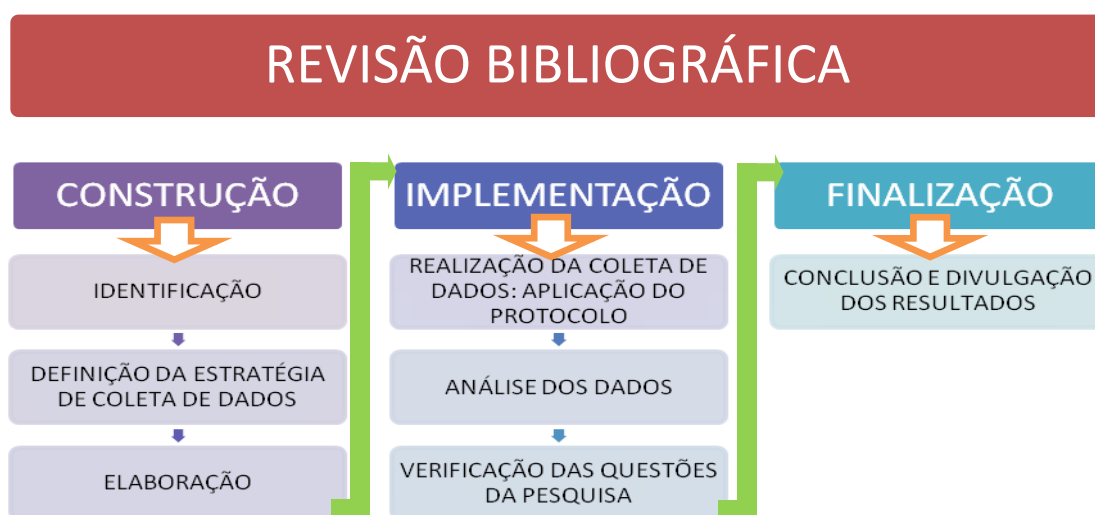 REVISÃO BIBLIOGRÁFICA
CONSTRUÇÃO
IDENTIFICAÇÃO
DEFINIÇÃO DA ESTRATÉGIA
DE COLETA DE DADOS
ELABORAÇÃO
IMPLEMENTAÇÃO
REALIZAÇÃO DA COLETA DE
DADOS: APLICAÇÃO DO
PROTOCOLO
ANÁLISE DOS DADOS
VERIFICAÇÃO DAS QUESTÕES
DA PESQUISA
FINALIZAÇÃO
CONCLUSÃO E DIVULGAÇÃO
DOS RESULTADOS